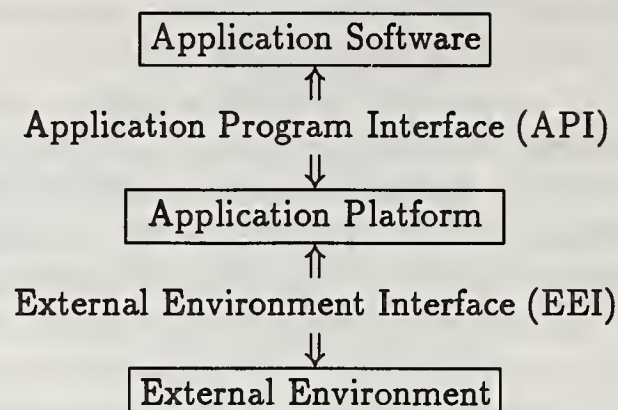 Application Software
⇑
Application Program Interface (API)
⇓
Application Platform
⇑
External Environment Interface (EEI)
⇓
External Environment